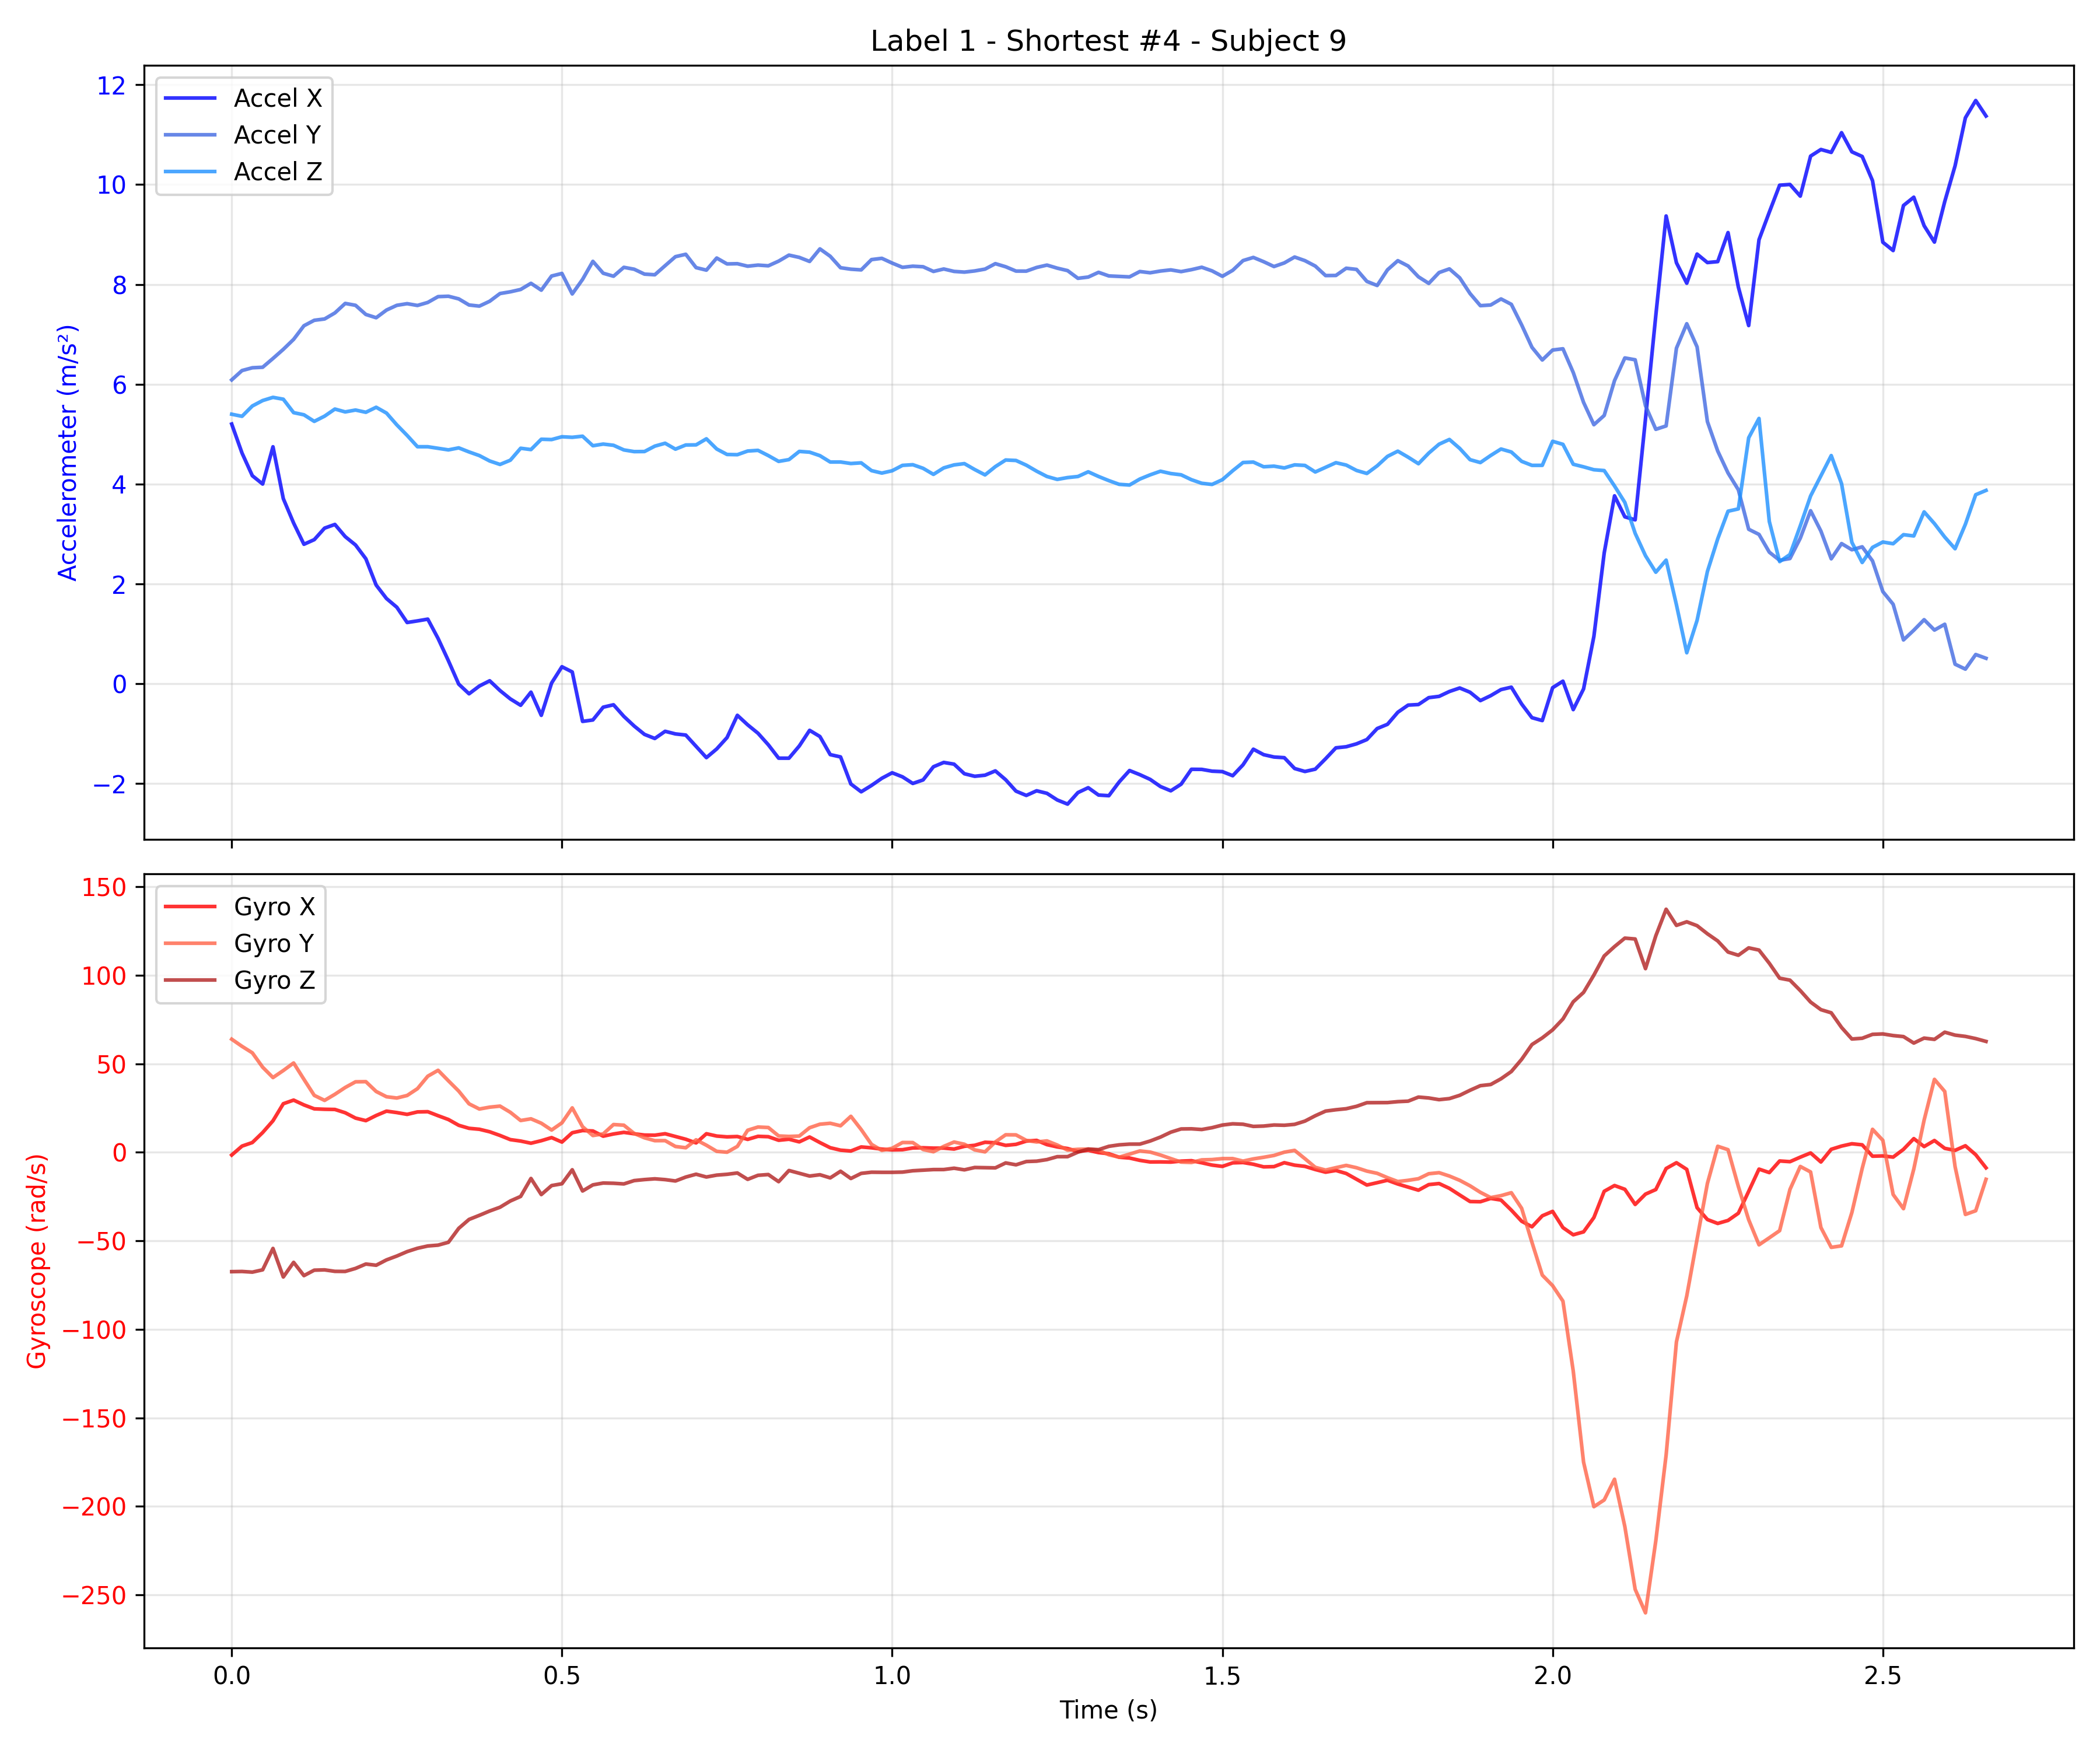 Label 1 - Shortest #4 - Subject 9
Accel X
Accel Y
Accel Z
12
10
8
6
4
2
0
−2
Accelerometer (m/s²)
Gyro X
Gyro Y
Gyro Z
150
100
50
0
−50
−100
−150
−200
−250
Gyroscope (rad/s)
0.0 0.5 1.0 1.5 2.0 2.5
Time (s)